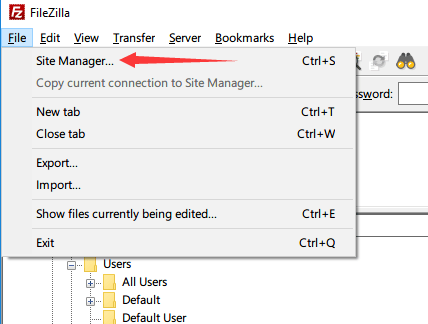 FileZilla
File Edit View Transfer Server Bookmarks Help
Site Manager... Ctrl+S
Copy current connection to Site Manager...
New tab Ctrl+T
Close tab Ctrl+W
Export...
Import...
Show files currently being edited... Ctrl+E
Exit Ctrl+Q
ssword:
Users
All Users
Default
Default User